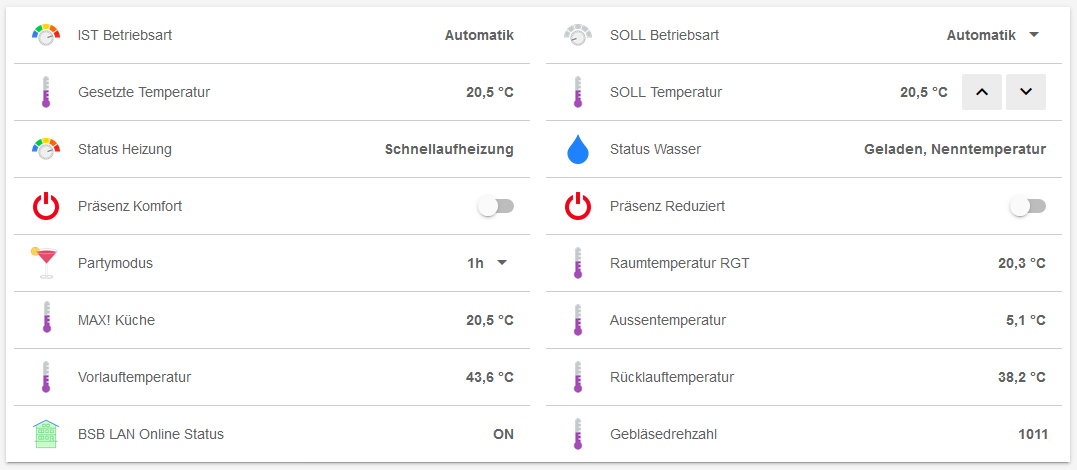 IST Betriebsart Automatik
SOLL Betriebsart Automatik
Gesetzte Temperatur 20,5 °C
SOLL Temperatur 20,5 °C
Status Heizung Schnellaufheizung
Status Wasser Geladen, Nenntemperatur
Präsenz Komfort
Präsenz Reduziert
Partymodus 1h
Raumtemperatur RGT 20,3 °C
MAX! Küche 20,5 °C
Aussentemperatur 5,1 °C
Vorlauftemperatur 43,6 °C
Rücklauftemperatur 38,2 °C
BSB LAN Online Status ON
Gebläsedrehzahl 1011